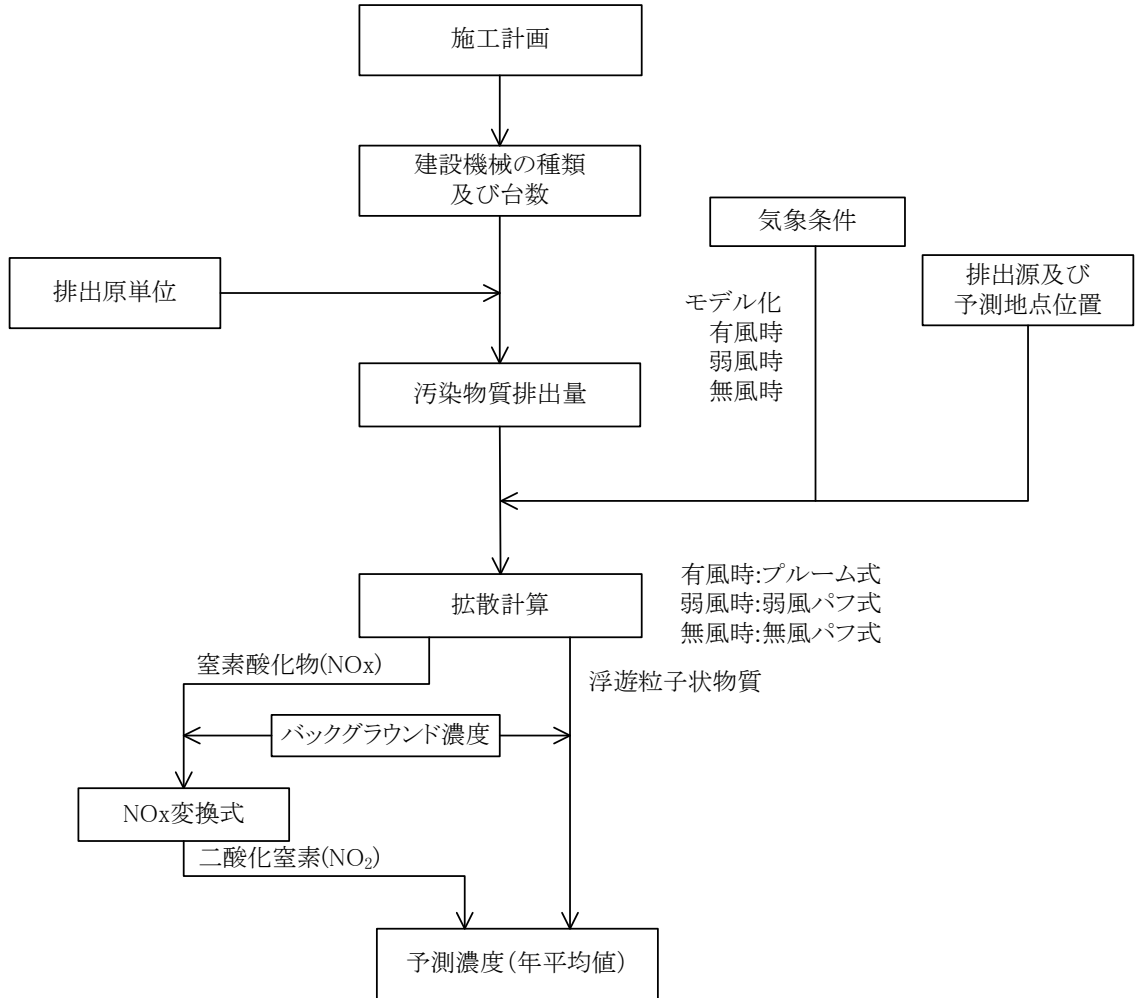 施工計画
建設機械の種類
及び台数
気象条件
排出原単位
排出源及び
予測地点位置
モデル化
有風時
弱風時
無風時
汚染物質排出量
拡散計算
有風時:プルーム式
弱風時:弱風パフ式
無風時:無風パフ式
窒素酸化物(NOx)
浮遊粒子状物質
バックグラウンド濃度
NOx変換式
二酸化窒素(NO₂)
予測濃度(年平均値)